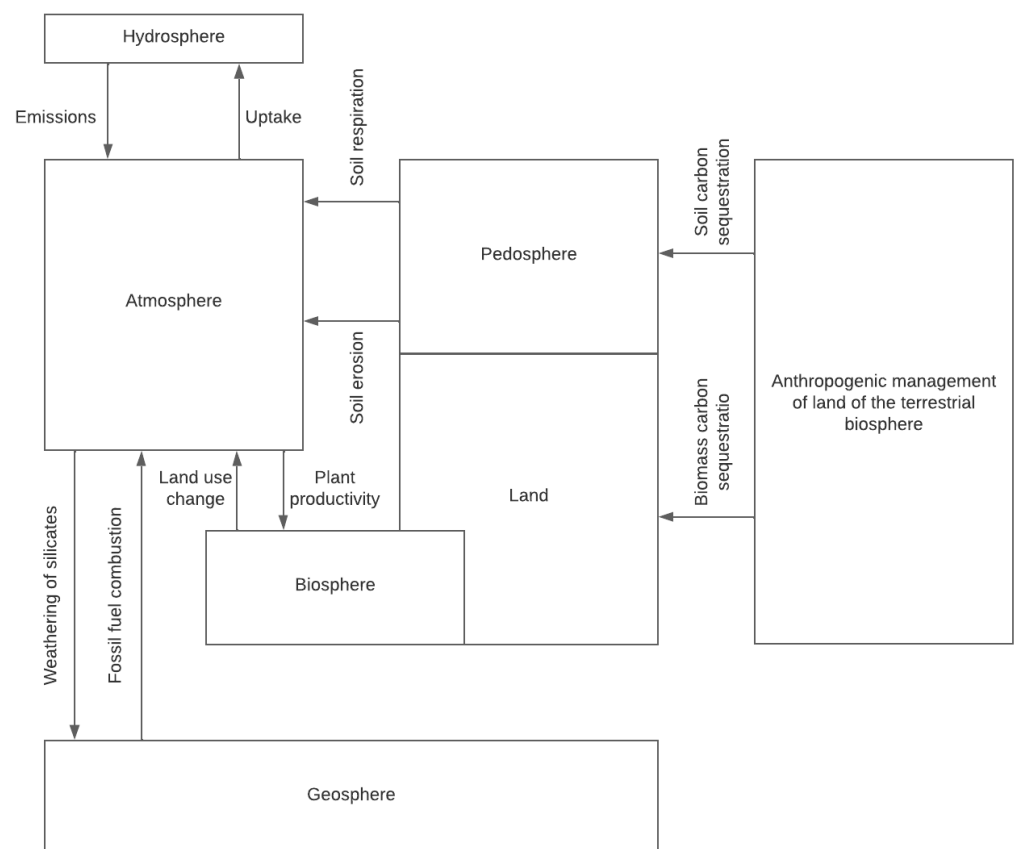 Hydrosphere
Emissions
Uptake
Soil respiration
Soil carbon
sequestration
Pedosphere
Atmosphere
Soil erosion
Anthropogenic management
of land of the terrestrial
biosphere
Biomass carbon
sequestratio
Land use
change
Plant
productivity
Land
Weathering of silicates
Fossil fuel combustion
Biosphere
Geosphere